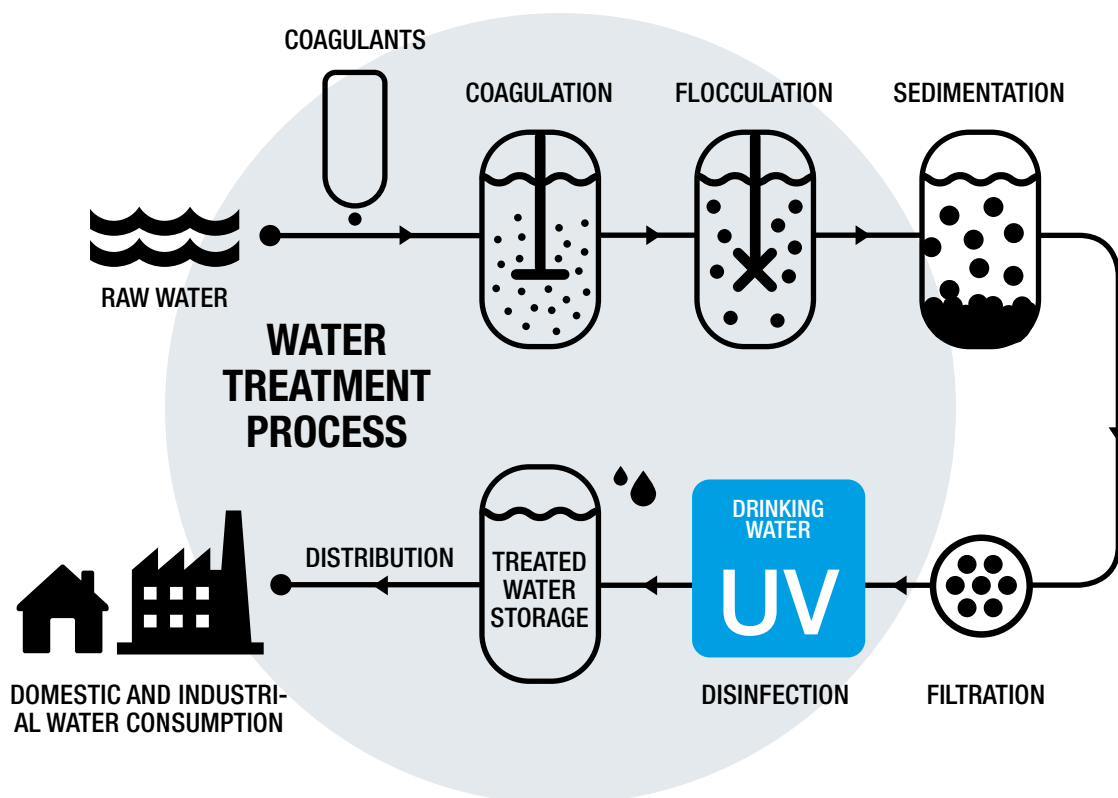 COAGULANTS
COAGULATION
FLOCCULATION
SEDIMENTATION
RAW WATER
WATER
TREATMENT
PROCESS
DRINKING
WATER
UV
DISTRIBUTION
TREATED
WATER
STORAGE
DOMESTIC AND INDUSTRI-
AL WATER CONSUMPTION
DISINFECTION
FILTRATION